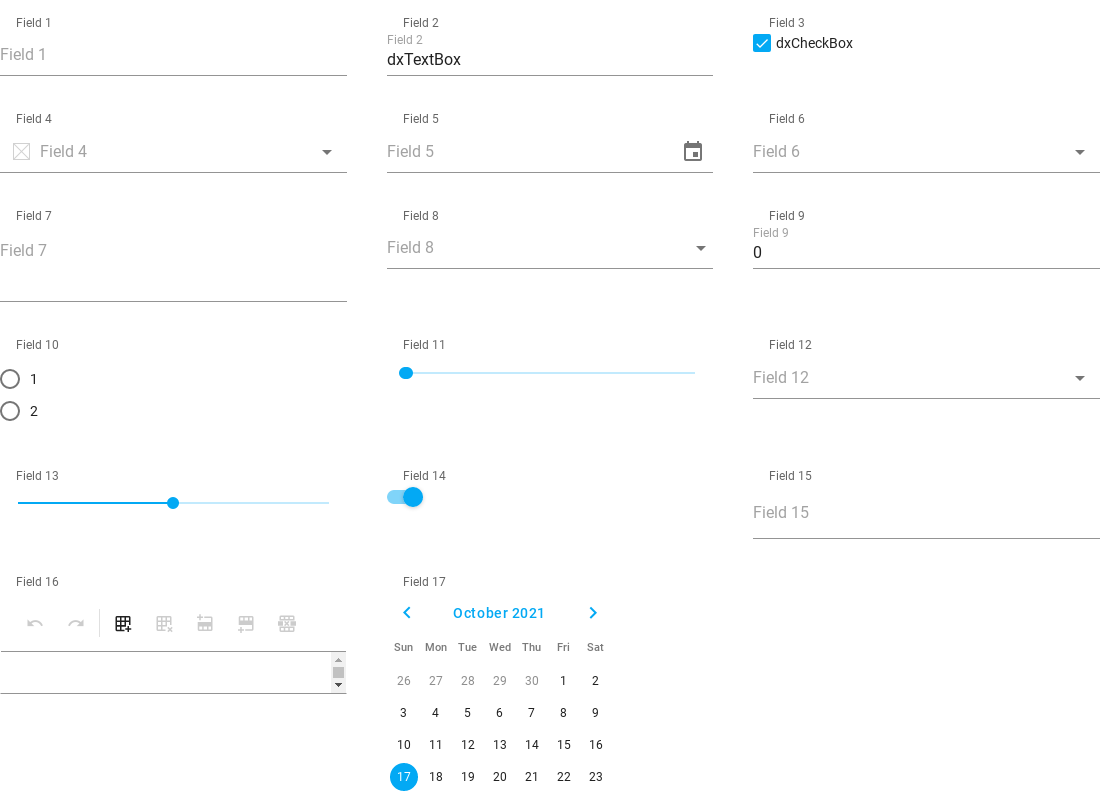 Field 1
Field 1
Field 2
Field 2
dxTextBox
Field 3
dxCheckBox
Field 4
Field 4
Field 5
Field 5
Field 6
Field 6
Field 7
Field 7
Field 8
Field 8
Field 9
Field 9
0
Field 10
1
2
Field 11
Field 12
Field 12
Field 13
Field 14
Field 15
Field 15
Field 16
Field 17
October 2021
Sun Mon Tue Wed Thu Fri Sat
26 27 28 29 30 1 2
3 4 5 6 7 8 9
10 11 12 13 14 15 16
17 18 19 20 21 22 23